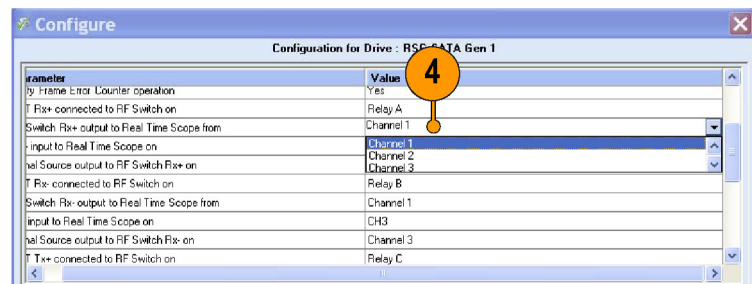 Configure
Configuration for Drive : RSG SATA Gen 1
4
rameter Value
fy Frame Error Counter operation Yes
T Rx+ connected to RF Switch on Relay A
Switch Rx+ output to Real Time Scope from Channel 1
- input to Real Time Scope on Channel 1
Channel 2
nal Source output to RF Switch Rx+ on Channel 3
T Rx- connected to RF Switch on Relay B
Switch Rx- output to Real Time Scope from Channel 1
input to Real Time Scope on CH3
nal Source output to RF Switch Rx- on Channel 3
T Tx+ connected to RF Switch on Relay C